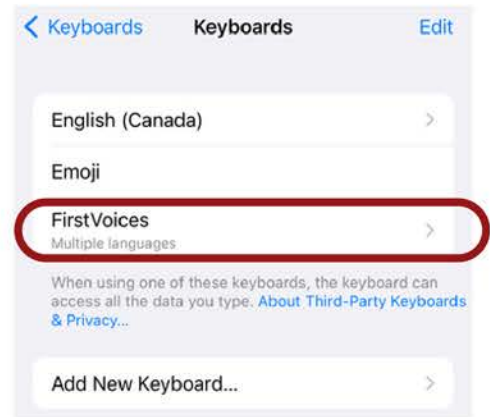 Keyboards Keyboards Edit
English (Canada)
Emoji
FirstVoices
Multiple languages
When using one of these keyboards, the keyboard can
access all the data you type. About Third-Party Keyboards
& Privacy...
Add New Keyboard...